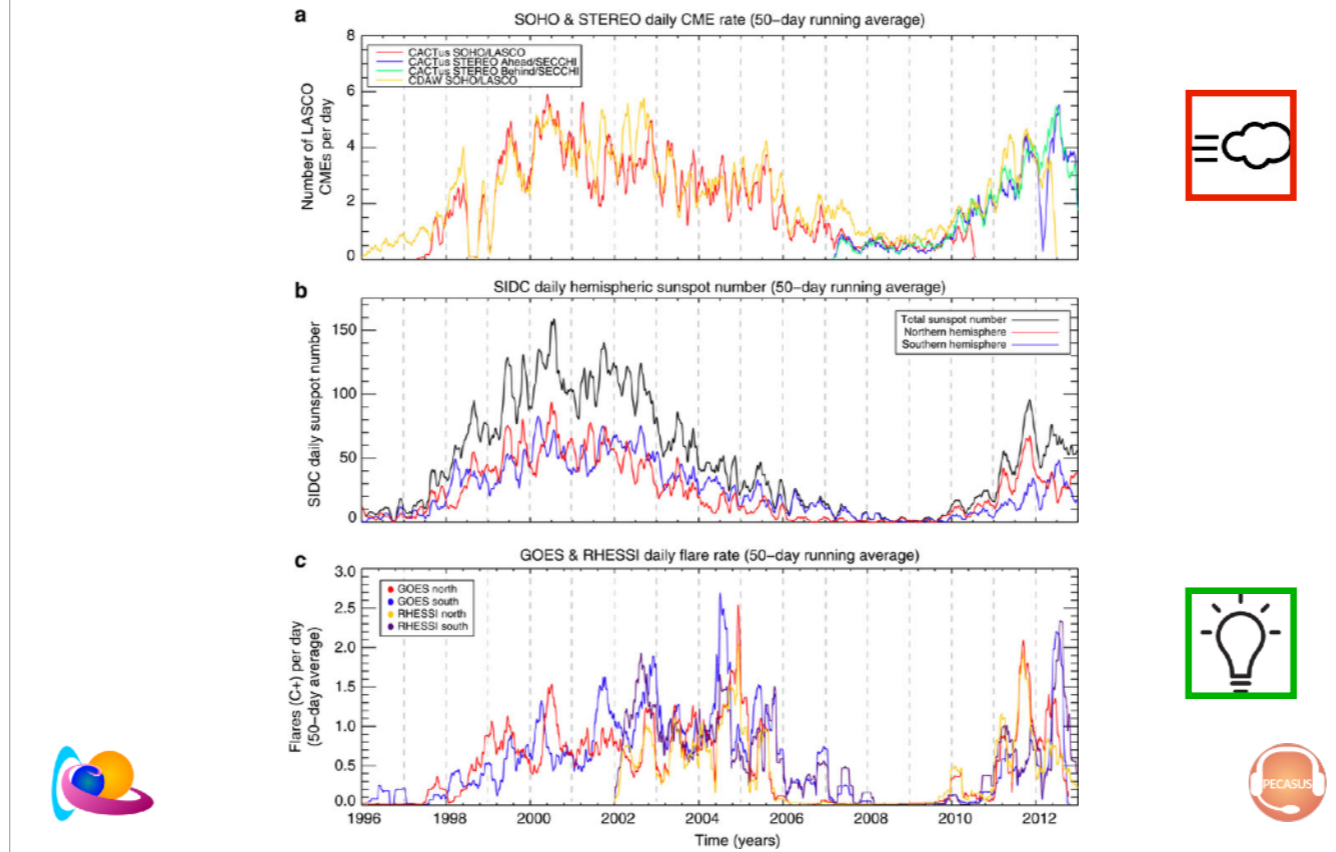 a
SOHO & STEREO daily CME rate (50-day running average)
8
6
4
2
0
Number of LASCO
CMEs per day
CACTus SOHO/LASCO
CACTus STEREO Ahead/SECCHI
CACTus STEREO Behind/SECCHI
CDAW SOHO/LASCO
b
SIDC daily hemispheric sunspot number (50-day running average)
150
100
50
0
SIDC daily sunspot number
Total sunspot number
Northern hemisphere
Southern hemisphere
c
GOES & RHESSI daily flare rate (50-day running average)
3.0
2.5
2.0
1.5
1.0
0.5
0.0
Flares (C+) per day
(50-day average)
GOES north
GOES south
RHESSI north
RHESSI south
1996 1998 2000 2002 2004 2006 2008 2010 2012
Time (years)
PECASUS